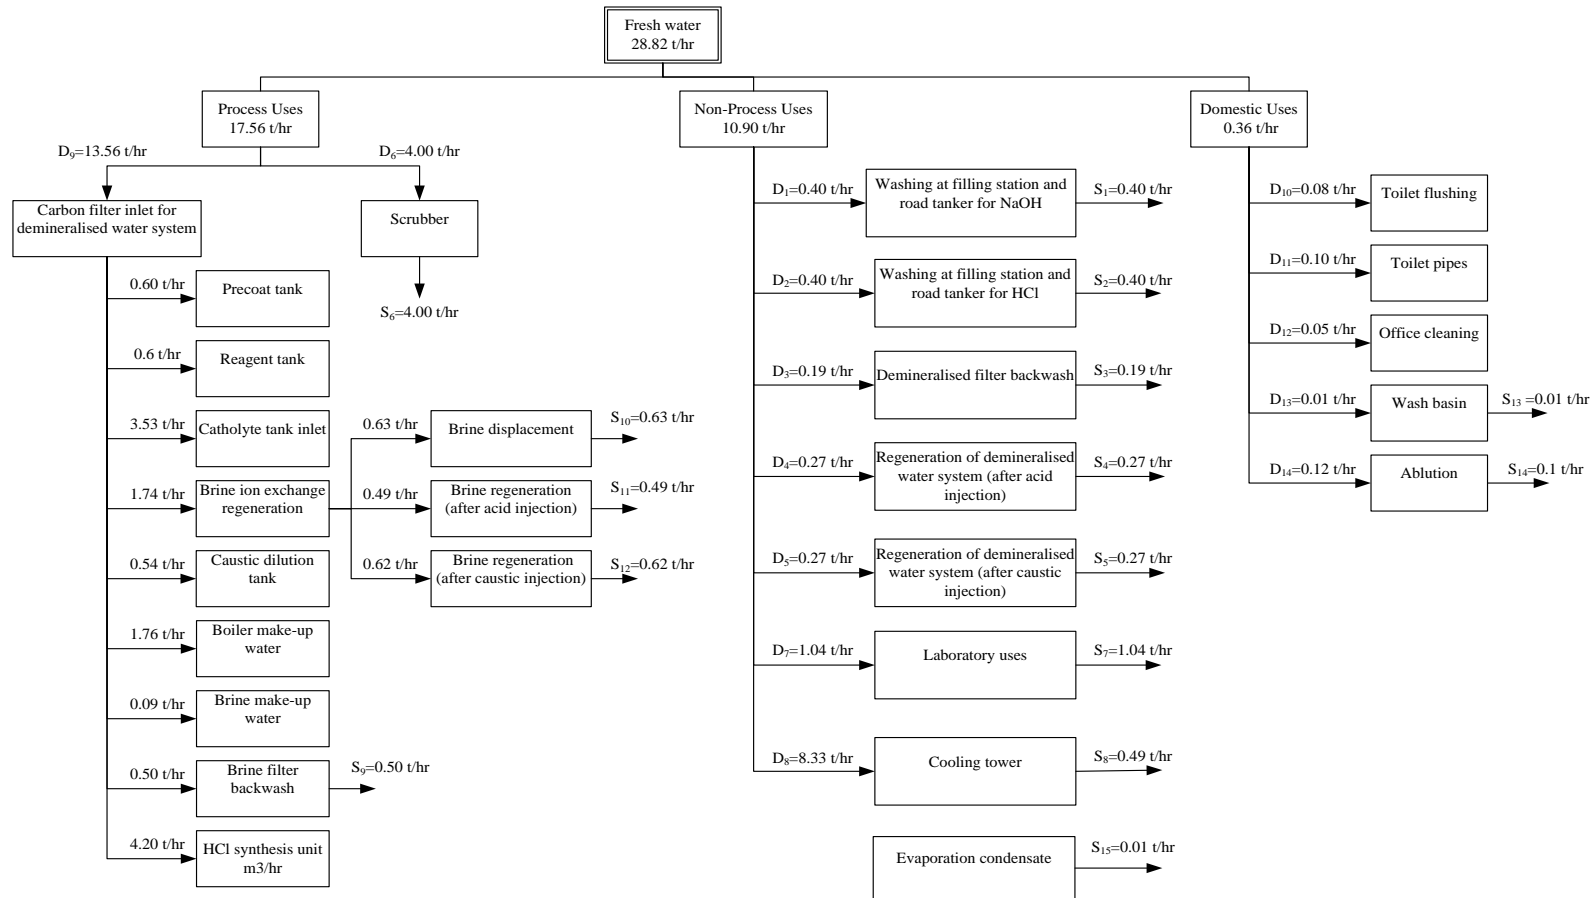 Fresh water
28.82 t/hr
Process Uses
17.56 t/hr
Non-Process Uses
10.90 t/hr
Domestic Uses
0.36 t/hr
D₉=13.56 t/hr
D₆=4.00 t/hr
Carbon filter inlet for
demineralised water system
Scrubber
S₆=4.00 t/hr
0.60 t/hr
Precoat tank
0.6 t/hr
Reagent tank
3.53 t/hr
Catholyte tank inlet
1.74 t/hr
Brine ion exchange
regeneration
0.63 t/hr
Brine displacement
S₁₀=0.63 t/hr
0.49 t/hr
Brine regeneration
(after acid injection)
S₁₁=0.49 t/hr
0.62 t/hr
Brine regeneration
(after caustic injection)
S₁₂=0.62 t/hr
0.54 t/hr
Caustic dilution
tank
1.76 t/hr
Boiler make-up
water
0.09 t/hr
Brine make-up
water
0.50 t/hr
Brine filter
backwash
S₉=0.50 t/hr
4.20 t/hr
HCl synthesis unit
m3/hr
D₁=0.40 t/hr
Washing at filling station and
road tanker for NaOH
S₁=0.40 t/hr
D₂=0.40 t/hr
Washing at filling station and
road tanker for HCl
S₂=0.40 t/hr
D₃=0.19 t/hr
Demineralised filter backwash
S₃=0.19 t/hr
D₄=0.27 t/hr
Regeneration of demineralised
water system (after acid
injection)
S₄=0.27 t/hr
D₅=0.27 t/hr
Regeneration of demineralised
water system (after caustic
injection)
S₅=0.27 t/hr
D₇=1.04 t/hr
Laboratory uses
S₇=1.04 t/hr
D₈=8.33 t/hr
Cooling tower
S₈=0.49 t/hr
Evaporation condensate
S₁₅=0.01 t/hr
D₁₀=0.08 t/hr
Toilet flushing
D₁₁=0.10 t/hr
Toilet pipes
D₁₂=0.05 t/hr
Office cleaning
D₁₃=0.01 t/hr
Wash basin
S₁₃ =0.01 t/hr
D₁₄=0.12 t/hr
Ablution
S₁₄=0.1 t/hr